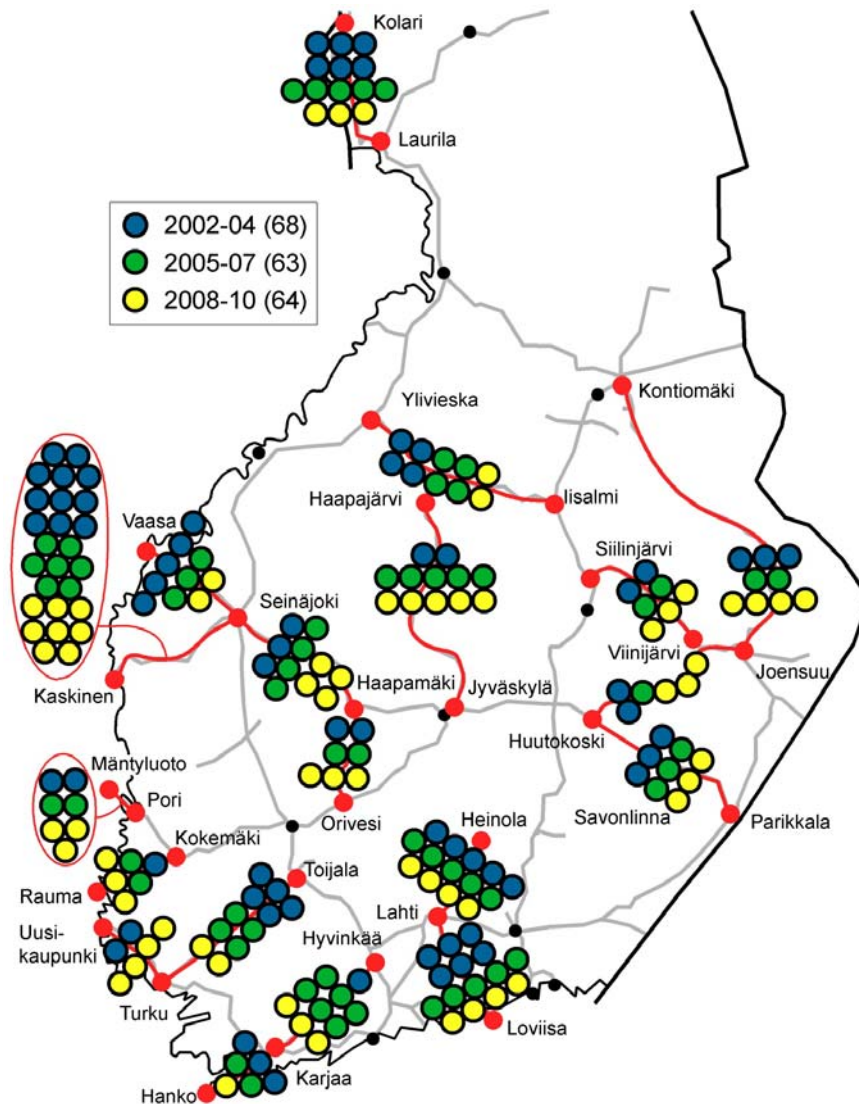 Kolari
Laurila
2002-04 (68)
2005-07 (63)
2008-10 (64)
Kontiomäki
Ylivieska
Haapajärvi
Iisalmi
Vaasa
Siilinjärvi
Seinäjoki
Viinijärvi
Joensuu
Kaskinen
Haapamäki
Jyväskylä
Huutokoski
Mäntyluoto
Pori
Orivesi
Heinola
Savonlinna
Parikkala
Kokemäki
Toijala
Rauma
Lahti
Uusi-
kaupunki
Hyvinkää
Turku
Loviisa
Karjaa
Hanko